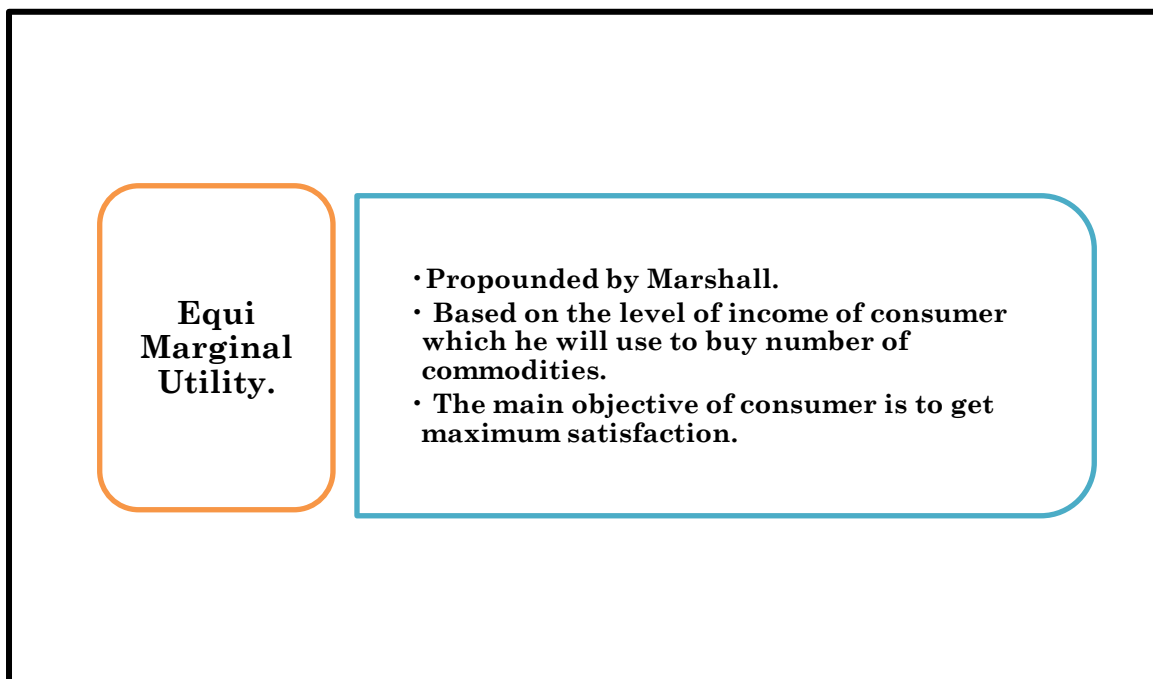 Equi
Marginal
Utility.
· Propounded by Marshall.
· Based on the level of income of consumer
which he will use to buy number of
commodities.
· The main objective of consumer is to get
maximum satisfaction.